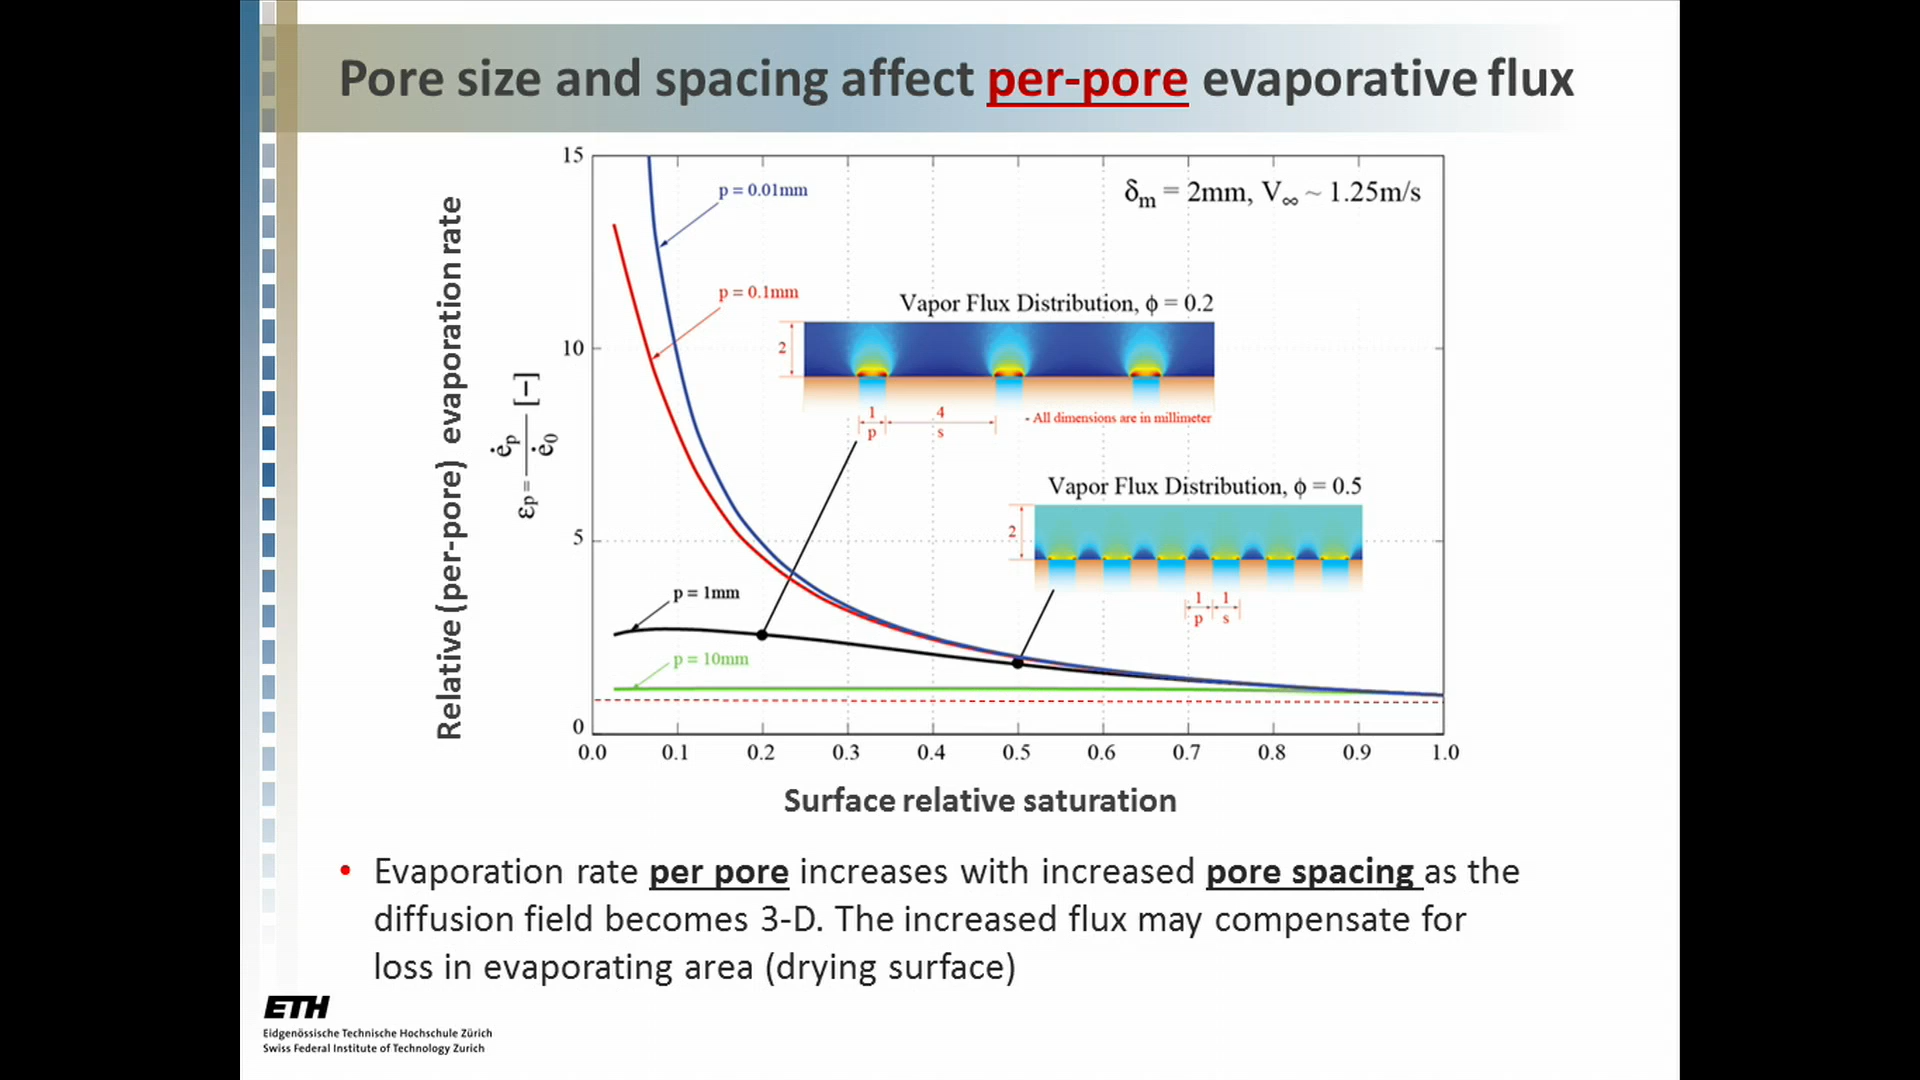 Pore size and spacing affect per-pore evaporative flux
Relative (per-pore) evaporation rate
εp = ėp / ė0 [−]
15
10
5
0
p = 0.01mm
δm = 2mm, V∞ ~ 1.25m/s
p = 0.1mm
Vapor Flux Distribution, ϕ = 0.2
2
1
4
p
s
- All dimensions are in millimeter
Vapor Flux Distribution, ϕ = 0.5
2
1 1
p s
p = 1mm
p = 10mm
0.0 0.1 0.2 0.3 0.4 0.5 0.6 0.7 0.8 0.9 1.0
Surface relative saturation
• Evaporation rate per pore increases with increased pore spacing as the
diffusion field becomes 3-D. The increased flux may compensate for
loss in evaporating area (drying surface)
ETH
Eidgenössische Technische Hochschule Zürich
Swiss Federal Institute of Technology Zurich